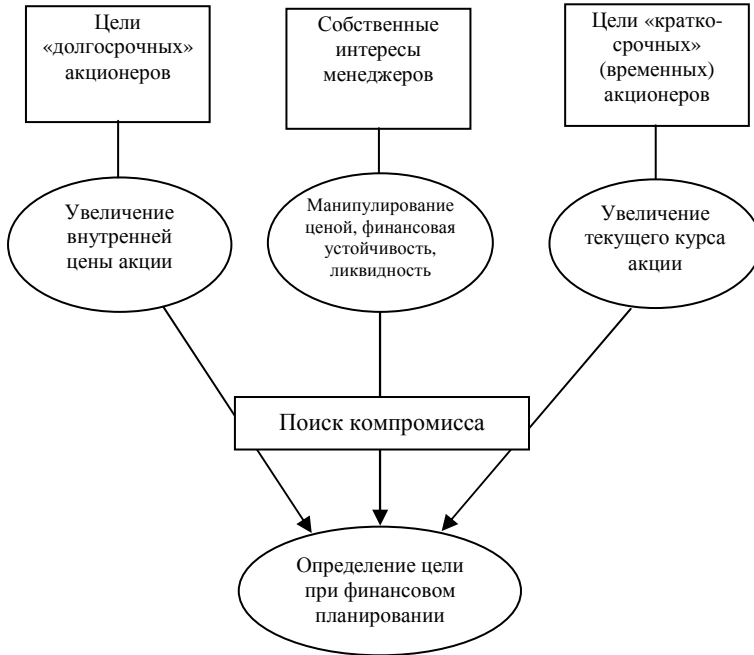 Цели
«долгосрочных»
акционеров
Собственные
интересы
менеджеров
Цели «кратко-
срочных»
(временных)
акционеров
Увеличение
внутренней
цены акции
Манипулирование
ценой, финансовая
устойчивость,
ликвидность
Увеличение
текущего курса
акции
Поиск компромисса
Определение цели
при финансовом
планировании